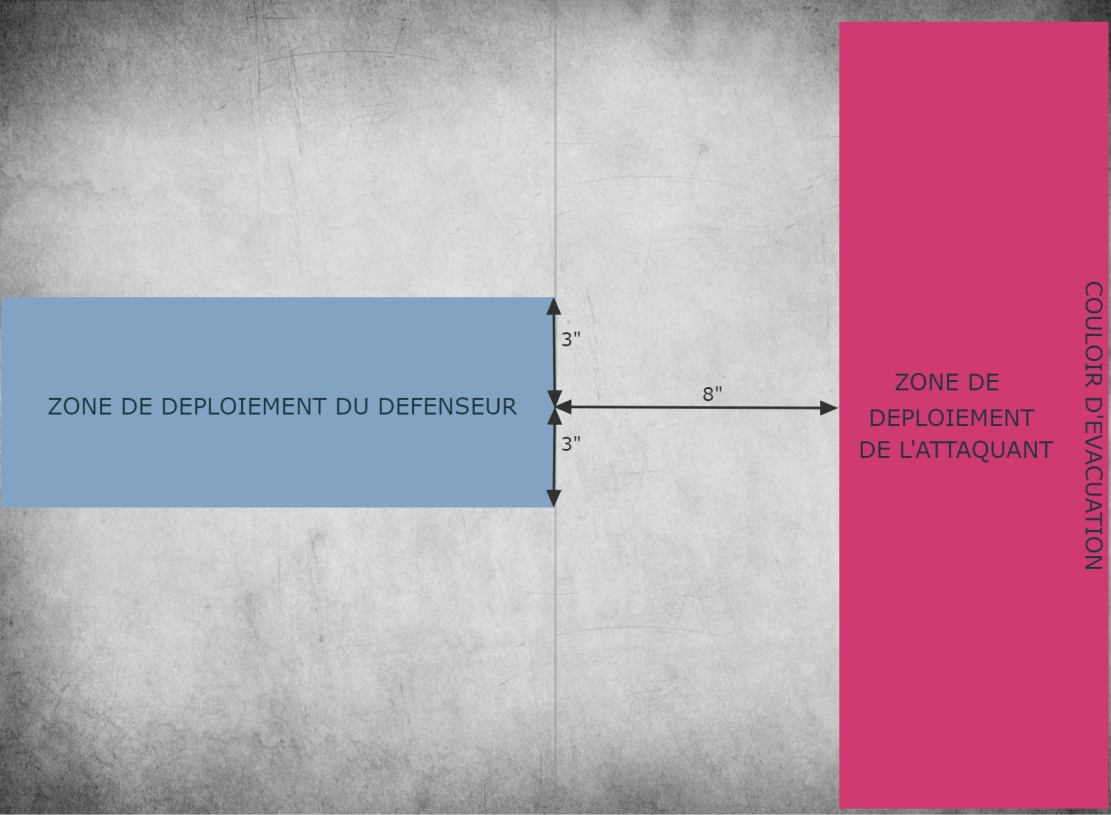 3"
8"
ZONE DE DEPLOIEMENT DU DEFENSEUR
3"
ZONE DE
DEPLOIEMENT
DE L'ATTAQUANT
COULOIR D'EVACUATION